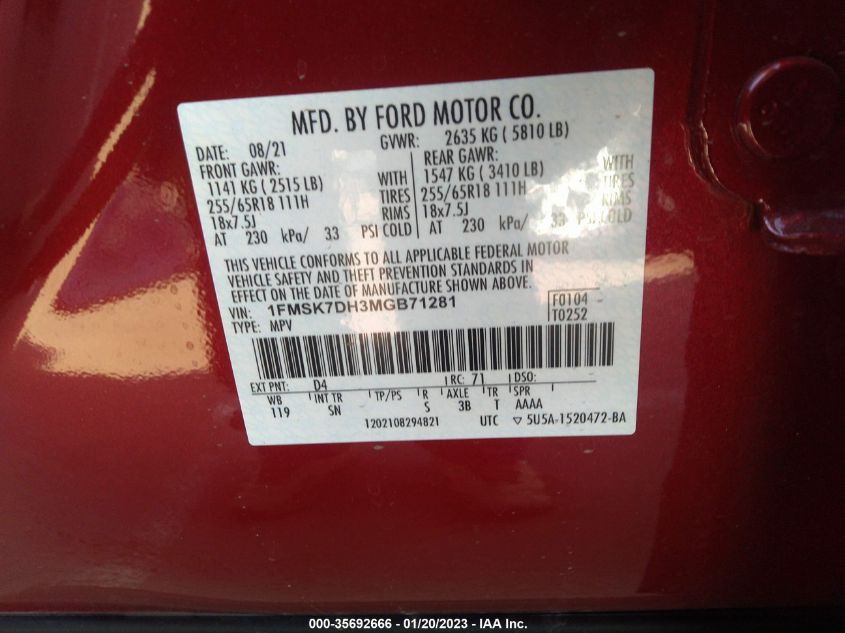 MFD. BY FORD MOTOR CO.
DATE: 08/21 GVWR: 2635 KG ( 5810 LB)
FRONT GAWR: REAR GAWR:
1141 KG ( 2515 LB) WITH 1547 KG ( 3410 LB) WITH
255/65R18 111H TIRES 255/65R18 111H TIRES
18x7.5J RIMS 18x7.5J RIMS
AT 230 kPa/ 33 PSI COLD AT 230 kPa/ 33 PSI COLD
THIS VEHICLE CONFORMS TO ALL APPLICABLE FEDERAL MOTOR
VEHICLE SAFETY AND THEFT PREVENTION STANDARDS IN
EFFECT ON THE DATE OF MANUFACTURE SHOWN ABOVE.
VIN: 1FMSK7DH3MGB71281 F0104
TYPE: MPV T0252
EXT PNT: D4 RC: 71 DSO:
WB INT TR TP/PS R AXLE TR SPR
119 SN S 3B T AAAA
1202108294821 UTC ▽ 5U5A-1520472-BA
000-35692666 - 01/20/2023 - IAA Inc.